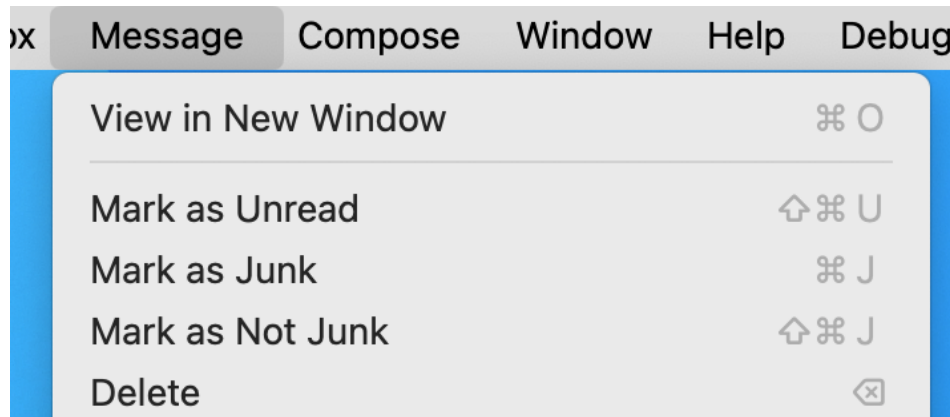 ox Message Compose Window Help Debug
View in New Window ⌘ O
Mark as Unread ⇧⌘ U
Mark as Junk ⌘ J
Mark as Not Junk ⇧⌘ J
Delete ⌫